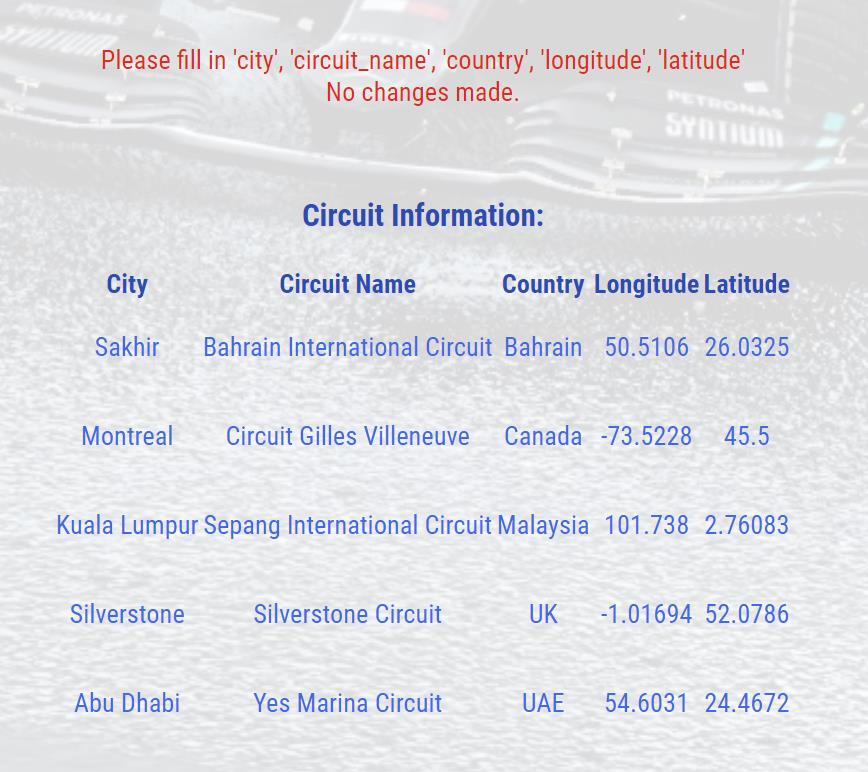 Please fill in 'city', 'circuit_name', 'country', 'longitude', 'latitude'
No changes made.
PETRONAS
SYNTIUM
SYNTIUM
Circuit Information:
City Circuit Name Country Longitude Latitude
Sakhir Bahrain International Circuit Bahrain 50.5106 26.0325
Montreal Circuit Gilles Villeneuve Canada -73.5228 45.5
Kuala Lumpur Sepang International Circuit Malaysia 101.738 2.76083
Silverstone Silverstone Circuit UK -1.01694 52.0786
Abu Dhabi Yes Marina Circuit UAE 54.6031 24.4672